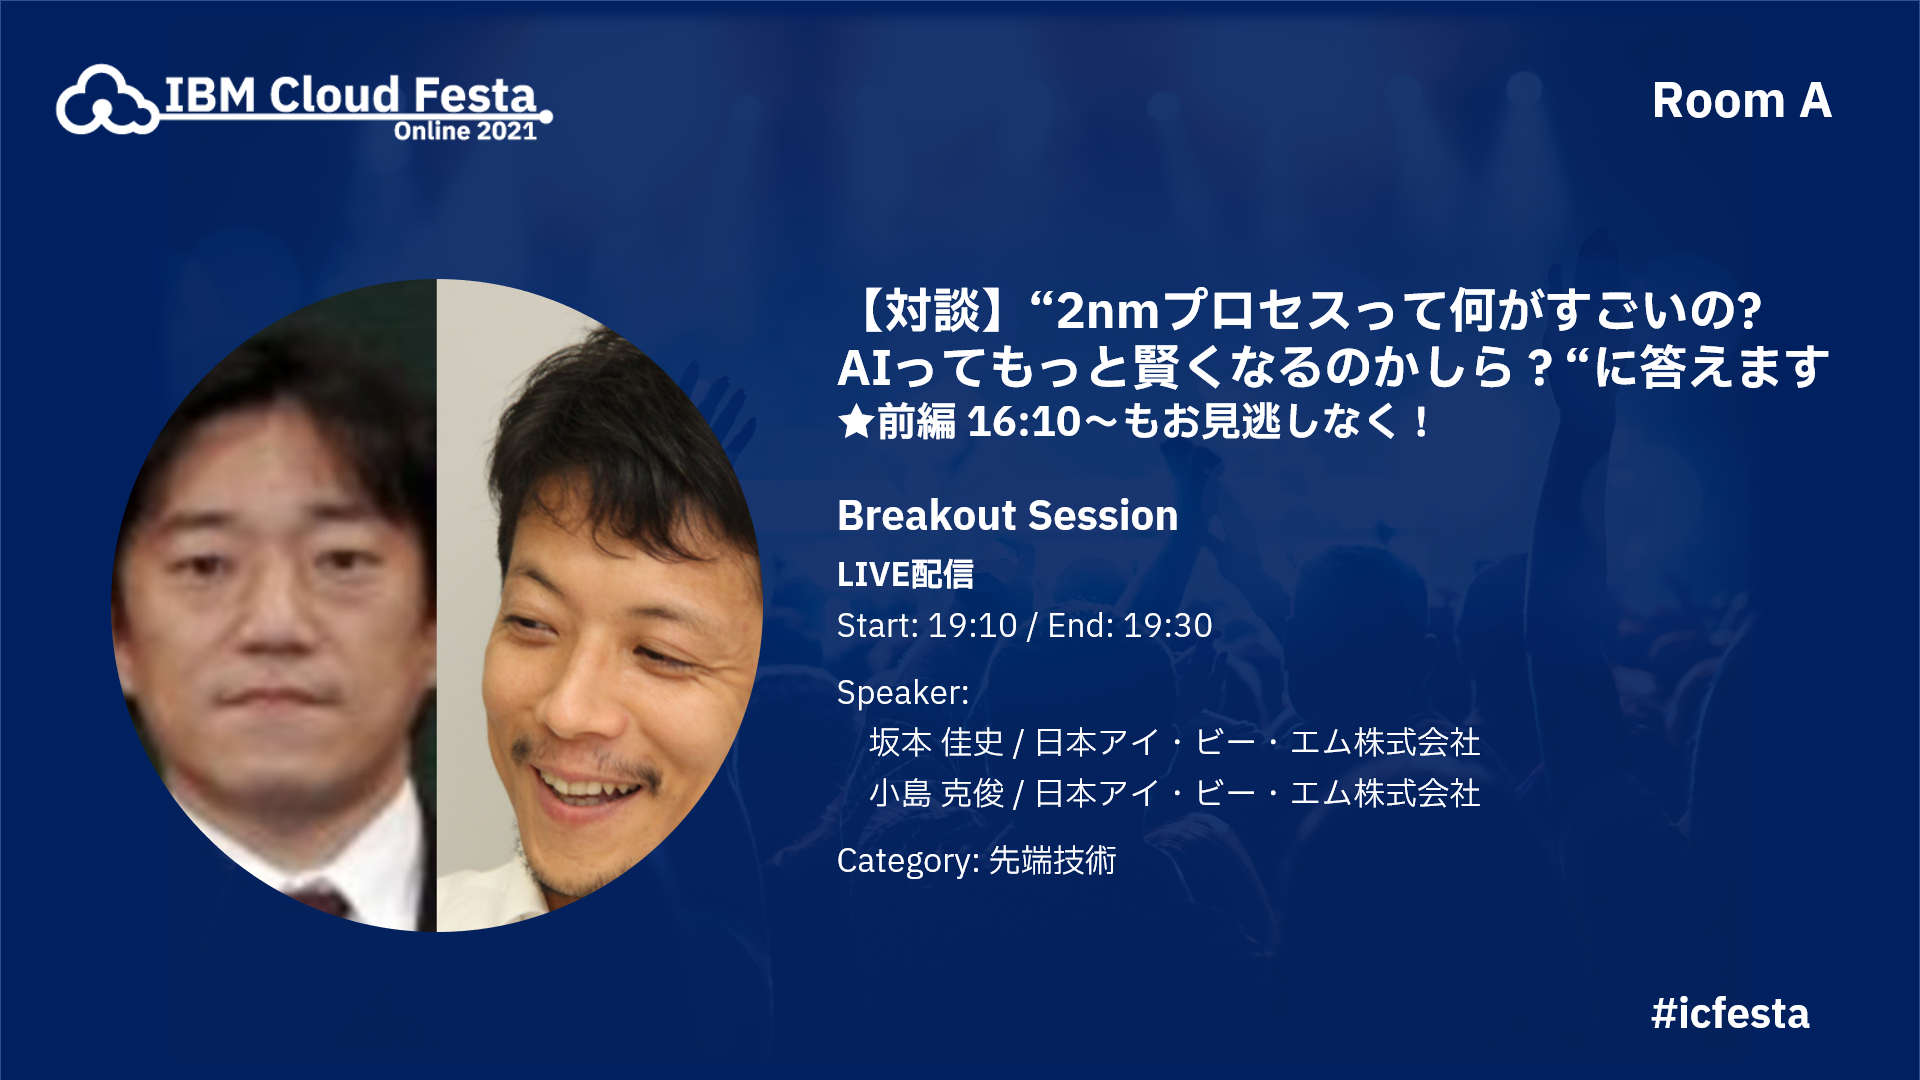 IBM Cloud Festa
Online 2021
Room A
【対談】“2nmプロセスって何がすごいの?
AIってもっと賢くなるのかしら？“に答えます
★前編 16:10～もお見逃しなく！
Breakout Session
LIVE配信
Start: 19:10 / End: 19:30
Speaker:
坂本 佳史 / 日本アイ・ビー・エム株式会社
小島 克俊 / 日本アイ・ビー・エム株式会社
Category: 先端技術
#icfesta